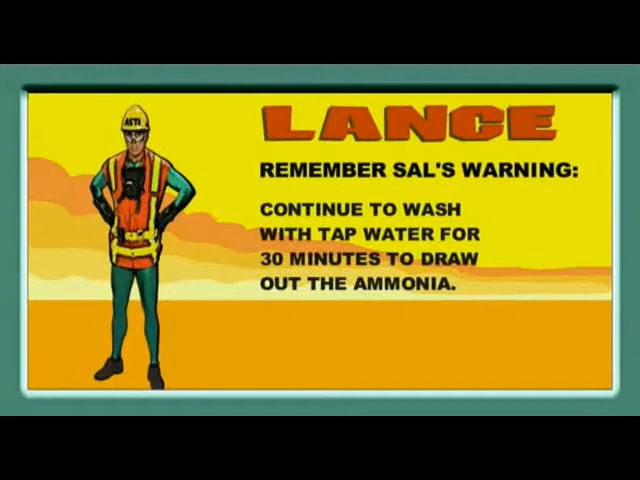 ASTI
LANCE
REMEMBER SAL'S WARNING:
CONTINUE TO WASH
WITH TAP WATER FOR
30 MINUTES TO DRAW
OUT THE AMMONIA.